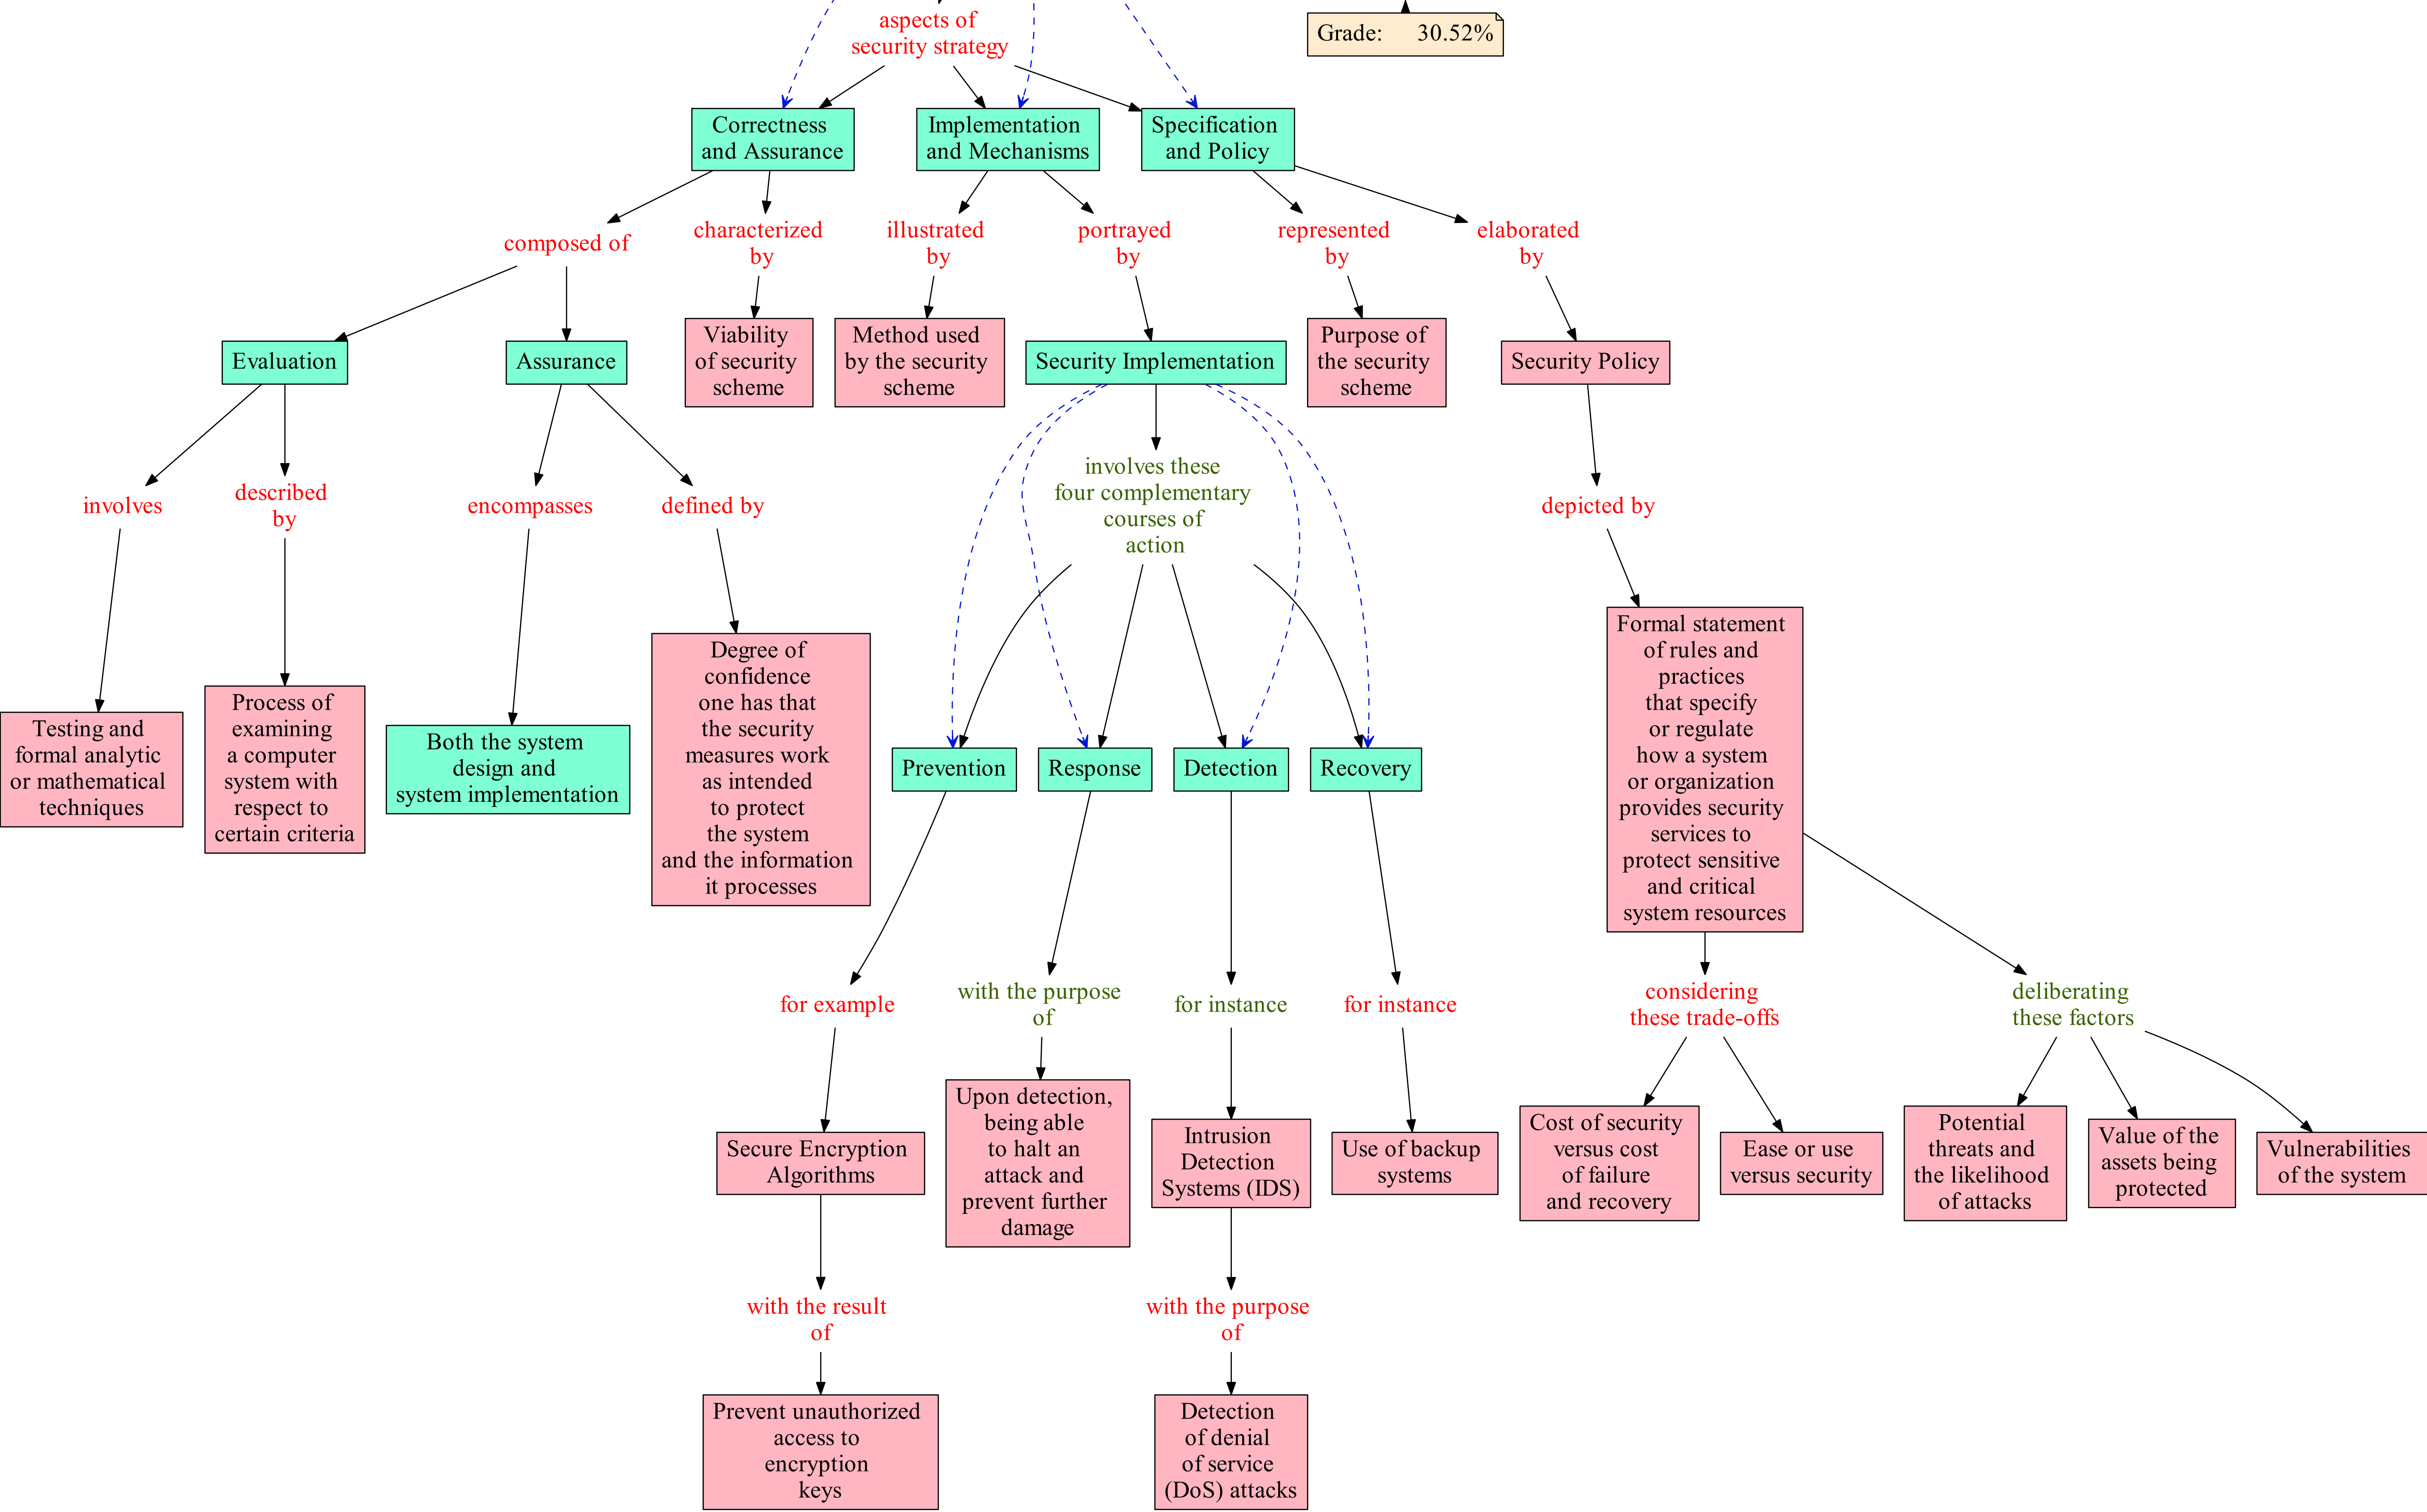 aspects of
security strategy
Grade: 30.52%
Correctness
and Assurance
Implementation
and Mechanisms
Specification
and Policy
composed of
characterized
by
illustrated
by
portrayed
by
represented
by
elaborated
by
Evaluation
Assurance
Viability
of security
scheme
Method used
by the security
scheme
Security Implementation
Purpose of
the security
scheme
Security Policy
involves
described
by
encompasses
defined by
involves these
four complementary
courses of
action
depicted by
Testing and
formal analytic
or mathematical
techniques
Process of
examining
a computer
system with
respect to
certain criteria
Both the system
design and
system implementation
Degree of
confidence
one has that
the security
measures work
as intended
to protect
the system
and the information
it processes
Prevention
Response
Detection
Recovery
Formal statement
of rules and
practices
that specify
or regulate
how a system
or organization
provides security
services to
protect sensitive
and critical
system resources
for example
with the purpose
of
for instance
for instance
considering
these trade-offs
deliberating
these factors
Secure Encryption
Algorithms
Upon detection,
being able
to halt an
attack and
prevent further
damage
Intrusion
Detection
Systems (IDS)
Use of backup
systems
Cost of security
versus cost
of failure
and recovery
Ease or use
versus security
Potential
threats and
the likelihood
of attacks
Value of the
assets being
protected
Vulnerabilities
of the system
with the result
of
with the purpose
of
Prevent unauthorized
access to
encryption
keys
Detection
of denial
of service
(DoS) attacks